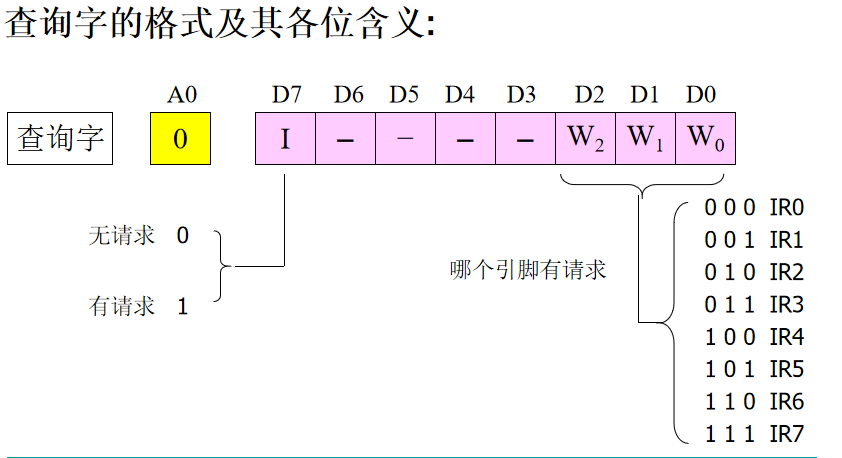 查询字的格式及其各位含义:
A0 D7 D6 D5 D4 D3 D2 D1 D0
查询字 0 I – – – – W₂ W₁ W₀
无请求 0
有请求 1
哪个引脚有请求
0 0 0 IR0
0 0 1 IR1
0 1 0 IR2
0 1 1 IR3
1 0 0 IR4
1 0 1 IR5
1 1 0 IR6
1 1 1 IR7